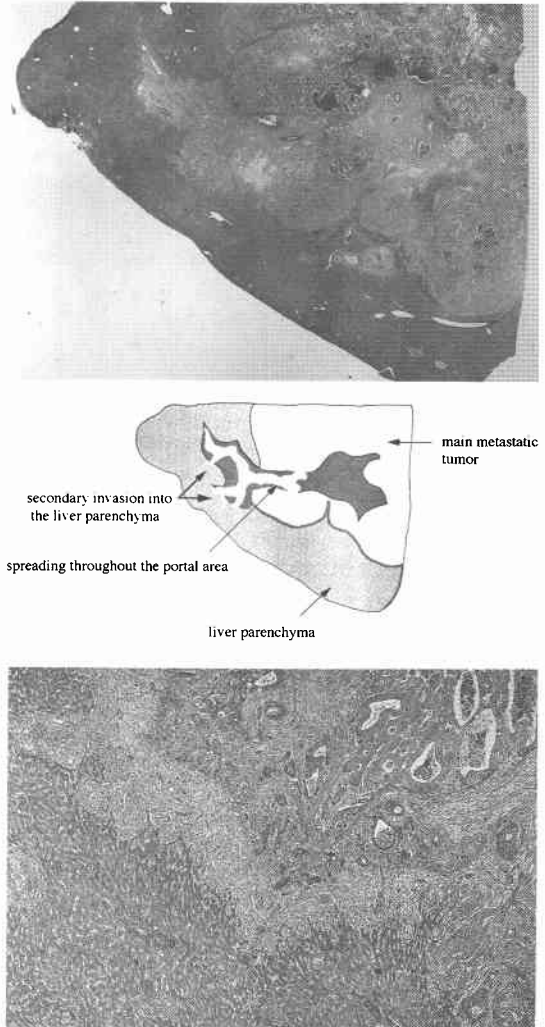 main metastatic
tumor
secondary invasion into
the liver parenchyma
spreading throughout the portal area
liver parenchyma